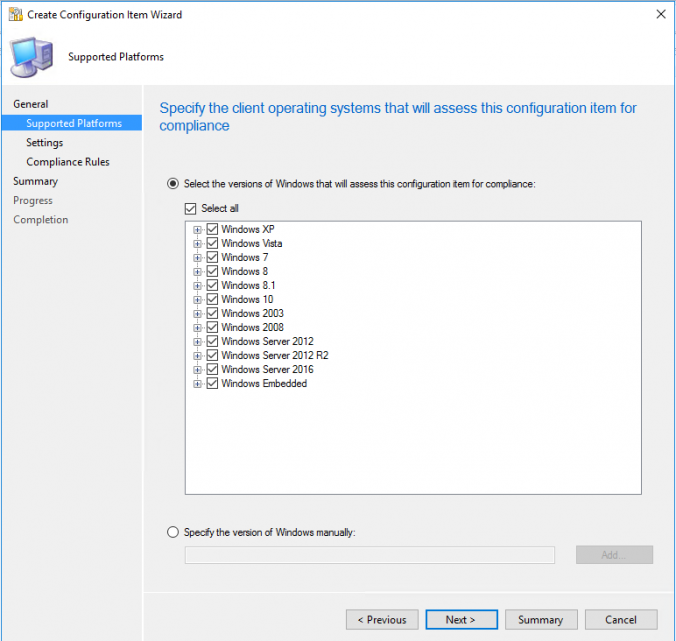 Create Configuration Item Wizard
Supported Platforms
General
Supported Platforms
Settings
Compliance Rules
Summary
Progress
Completion
Specify the client operating systems that will assess this configuration item for
compliance
Select the versions of Windows that will assess this configuration item for compliance:
Select all
Windows XP
Windows Vista
Windows 7
Windows 8
Windows 8.1
Windows 10
Windows 2003
Windows 2008
Windows Server 2012
Windows Server 2012 R2
Windows Server 2016
Windows Embedded
Specify the version of Windows manually:
Add...
< Previous
Next >
Summary
Cancel